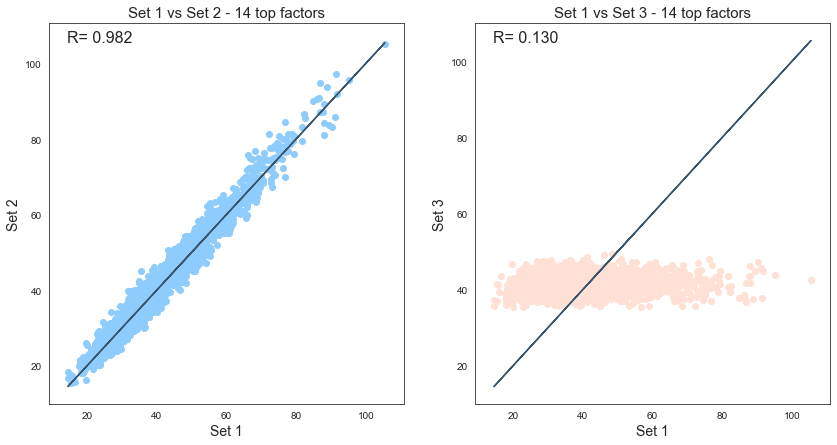 Set 1 vs Set 2 - 14 top factors
R= 0.982
100
80
60
40
20
Set 2
20 40 60 80 100
Set 1
Set 1 vs Set 3 - 14 top factors
R= 0.130
100
80
60
40
20
Set 3
20 40 60 80 100
Set 1